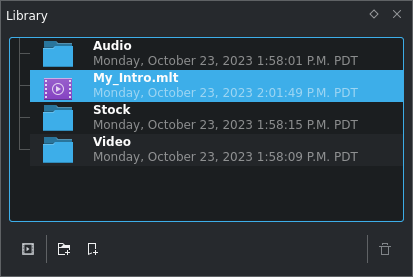 Library
Audio
Monday, October 23, 2023 1:58:01 P.M. PDT
My_Intro.mlt
Monday, October 23, 2023 2:01:49 P.M. PDT
Stock
Monday, October 23, 2023 1:58:15 P.M. PDT
Video
Monday, October 23, 2023 1:58:09 P.M. PDT